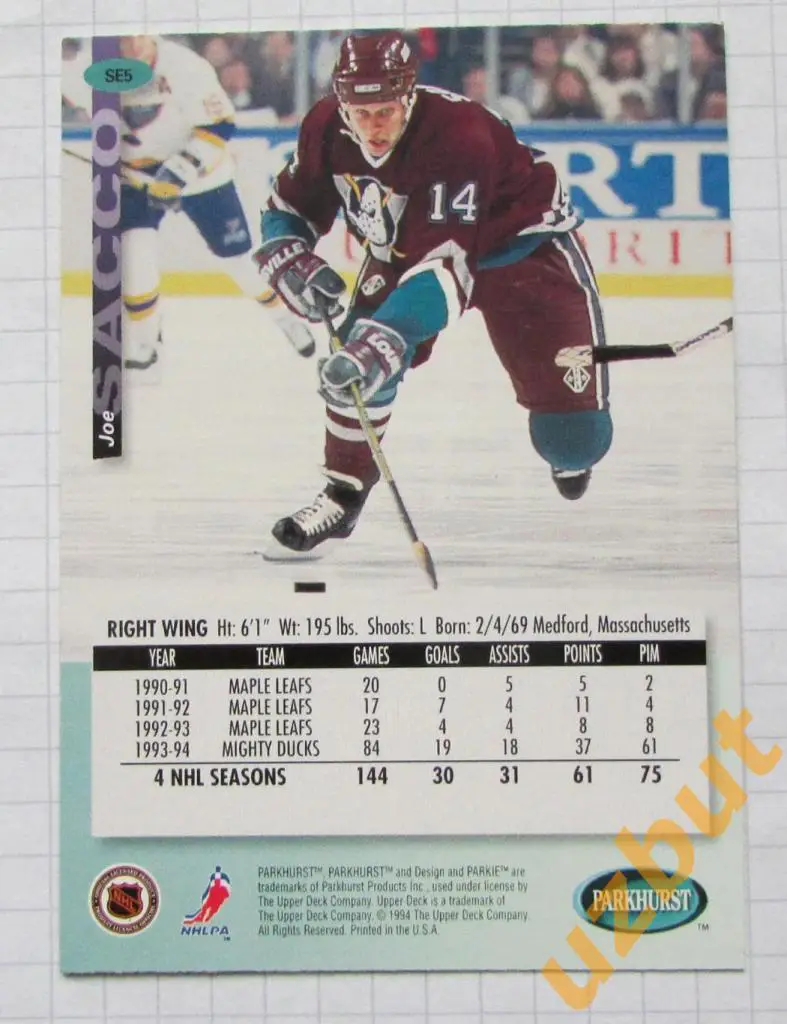 SE5
Joe SACCO
14
RT
RIT
RIGHT WING Ht: 6'1" Wt: 195 lbs. Shoots: L Born: 2/4/69 Medford, Massachusetts
YEAR TEAM GAMES GOALS ASSISTS POINTS PIM
1990-91 MAPLE LEAFS 20 0 5 5 2
1991-92 MAPLE LEAFS 17 7 4 11 4
1992-93 MAPLE LEAFS 23 4 4 8 8
1993-94 MIGHTY DUCKS 84 19 18 37 61
4 NHL SEASONS 144 30 31 61 75
NHL
NHLPA
PARKHURST™, PARKHURST™ and Design and PARKIE™ are
trademarks of Parkhurst Products Inc., used under license by
The Upper Deck Company. Upper Deck is a trademark of
The Upper Deck Company. © 1994 The Upper Deck Company.
All Rights Reserved. Printed in the U.S.A.
PARKHURST™
uzbut